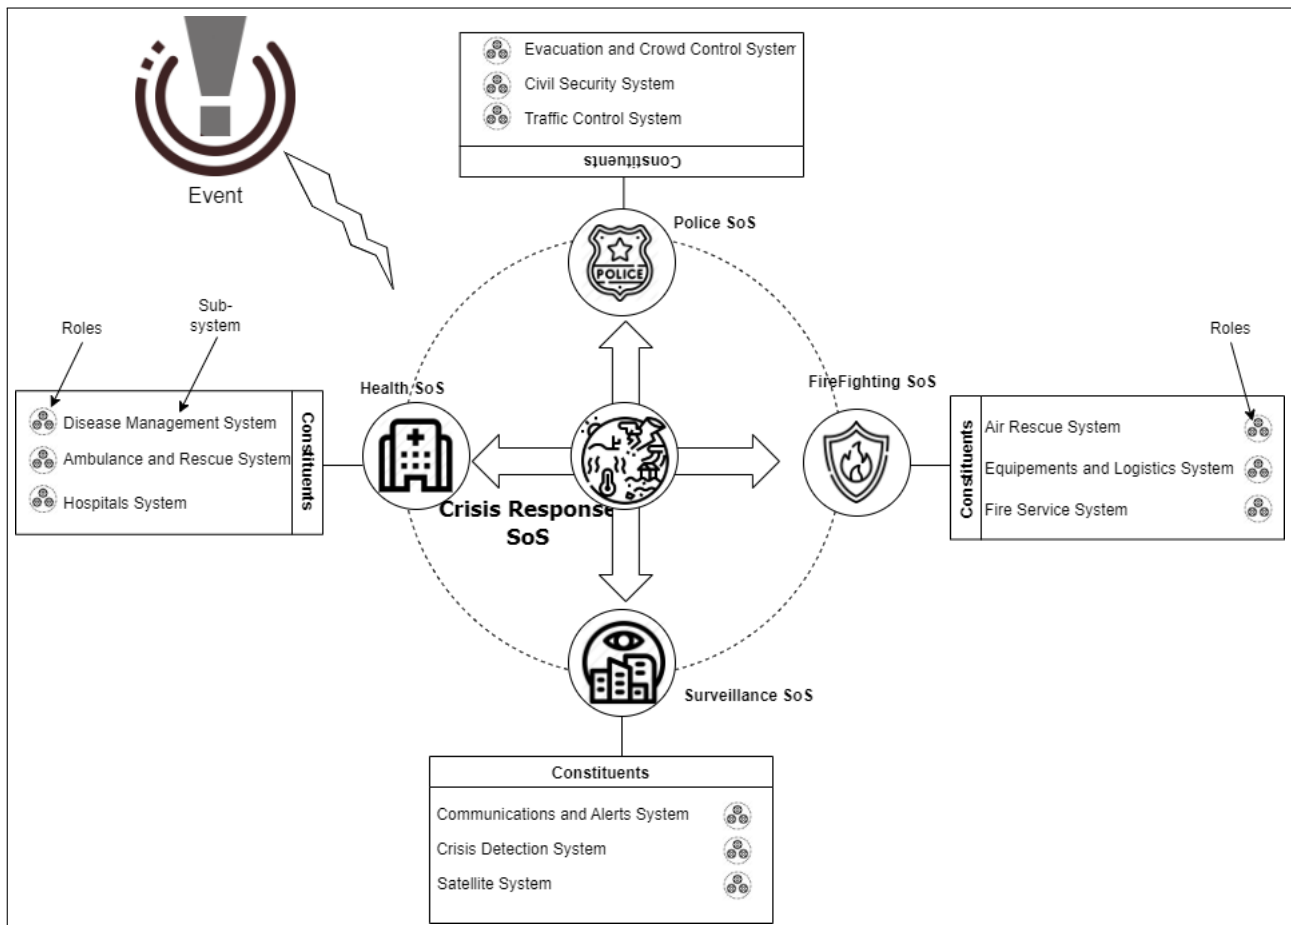 Evacuation and Crowd Control System
Civil Security System
Traffic Control System
Constituents
Event
Police SoS
POLICE
Sub-
system
Roles
Roles
Health SoS
FireFighting SoS
Disease Management System
Ambulance and Rescue System
Hospitals System
Constituents
Crisis Response
SoS
Constituents
Air Rescue System
Equipements and Logistics System
Fire Service System
Surveillance SoS
Constituents
Communications and Alerts System
Crisis Detection System
Satellite System